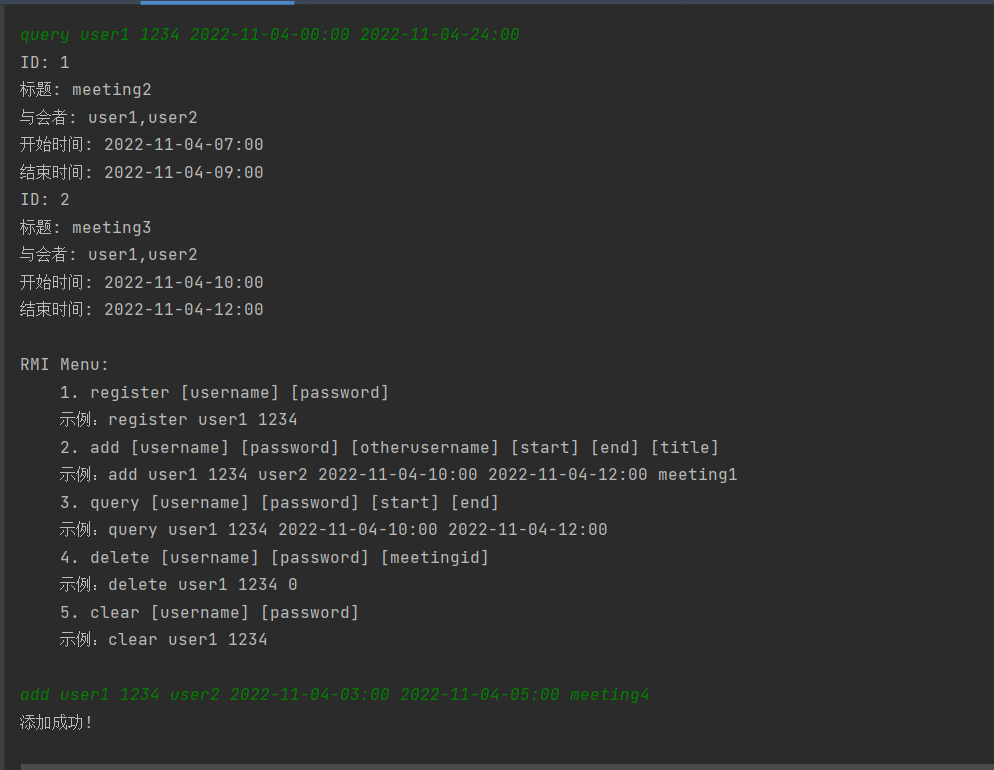 query user1 1234 2022-11-04-00:00 2022-11-04-24:00
ID: 1
标题: meeting2
与会者: user1,user2
开始时间: 2022-11-04-07:00
结束时间: 2022-11-04-09:00
ID: 2
标题: meeting3
与会者: user1,user2
开始时间: 2022-11-04-10:00
结束时间: 2022-11-04-12:00
RMI Menu:
1. register [username] [password]
示例：register user1 1234
2. add [username] [password] [otherusername] [start] [end] [title]
示例：add user1 1234 user2 2022-11-04-10:00 2022-11-04-12:00 meeting1
3. query [username] [password] [start] [end]
示例：query user1 1234 2022-11-04-10:00 2022-11-04-12:00
4. delete [username] [password] [meetingid]
示例：delete user1 1234 0
5. clear [username] [password]
示例：clear user1 1234
add user1 1234 user2 2022-11-04-03:00 2022-11-04-05:00 meeting4
添加成功!